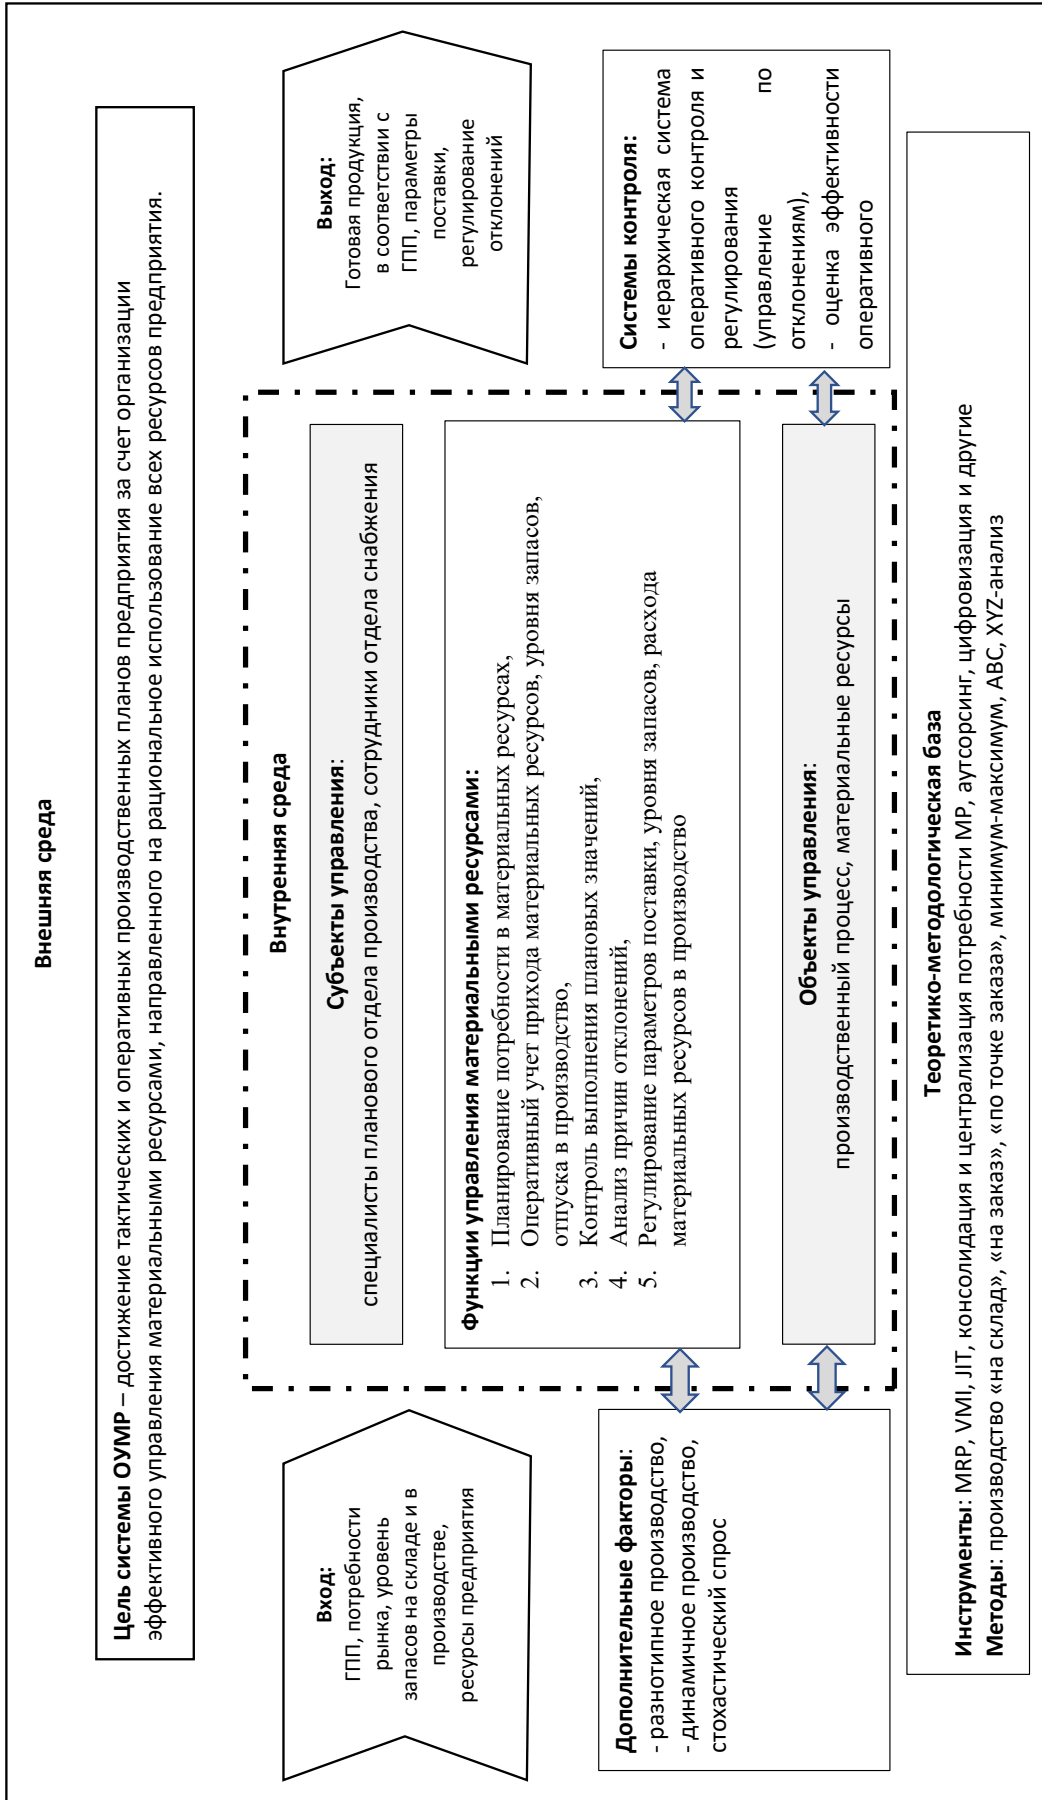 Внешняя среда
Цель системы ОУМР – достижение тактических и оперативных производственных планов предприятия за счет организации
эффективного управления материальными ресурсами, направленного на рациональное использование всех ресурсов предприятия.
Вход:
ГПП, потребности
рынка, уровень
запасов на складе и в
производстве,
ресурсы предприятия
Внутренняя среда
Субъекты управления:
специалисты планового отдела производства, сотрудники отдела снабжения
Функции управления материальными ресурсами:
1. Планирование потребности в материальных ресурсах,
2. Оперативный учет прихода материальных ресурсов, уровня запасов,
отпуска в производство,
3. Контроль выполнения плановых значений,
4. Анализ причин отклонений,
5. Регулирование параметров поставки, уровня запасов, расхода
материальных ресурсов в производство
Объекты управления:
производственный процесс, материальные ресурсы
Выход:
Готовая продукция,
в соответствии с
ГПП, параметры
поставки,
регулирование
отклонений
Дополнительные факторы:
- разнотипное производство,
- динамичное производство,
стохастический спрос
Системы контроля:
- иерархическая система
оперативного контроля и
регулирования
(управление по
отклонениям),
- оценка эффективности
оперативного
Теоретико-методологическая база
Инструменты: MRP, VMI, JIT, консолидация и централизация потребности МР, аутсорсинг, цифровизация и другие
Методы: производство «на склад», «на заказ», «по точке заказа», минимум-максимум, ABC, XYZ-анализ